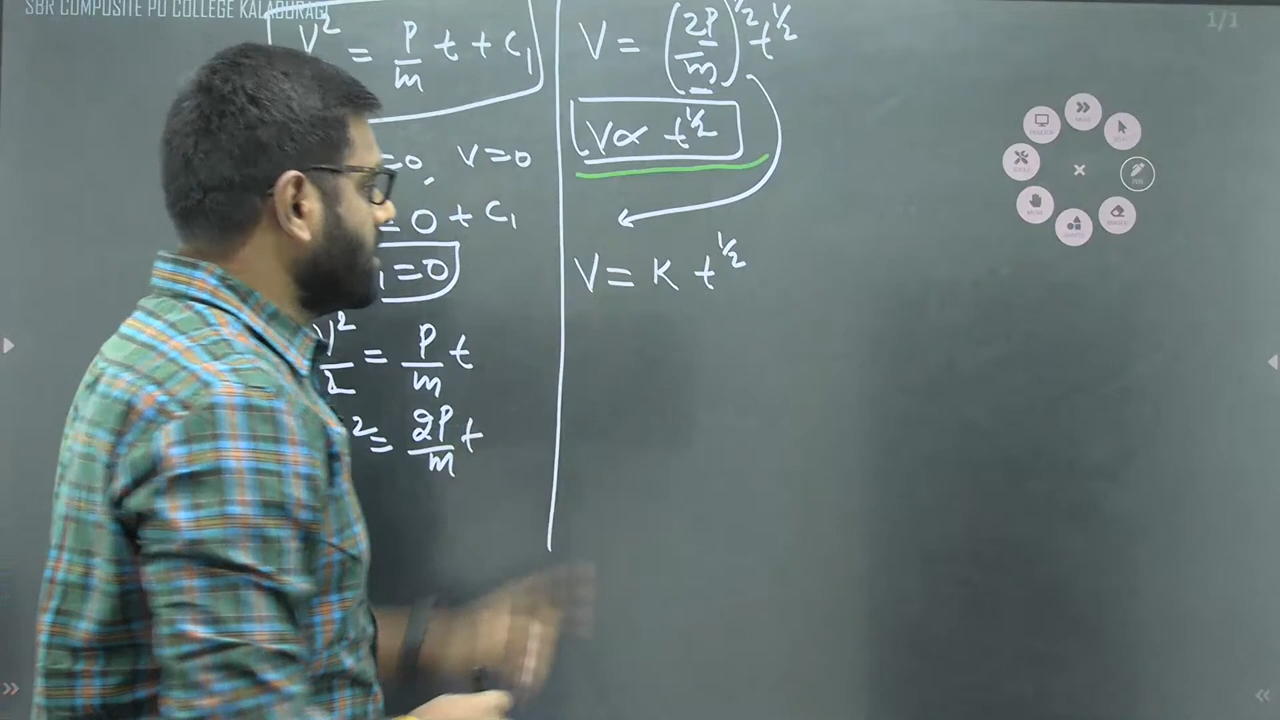 SBR COMPOSITE PU COLLEGE KALABURAGI
1/1
V² = P/m t + C₁
=0, V=0
=0 + C₁
=0
V²/2 = P/m t
² = 2P/m t
V = (2P/m)^½ t^½
V ∝ t^½
V = K t^½